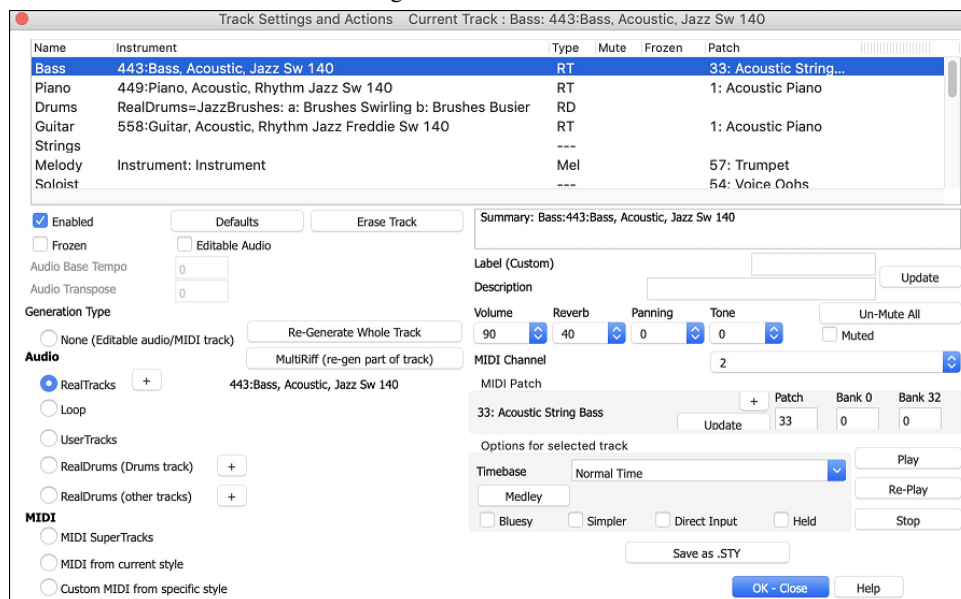 Track Settings and Actions Current Track : Bass: 443:Bass, Acoustic, Jazz Sw 140
Name Instrument Type Mute Frozen Patch
Bass 443:Bass, Acoustic, Jazz Sw 140 RT 33: Acoustic String...
Piano 449:Piano, Acoustic, Rhythm Jazz Sw 140 RT 1: Acoustic Piano
Drums RealDrums=JazzBrushes: a: Brushes Swirling b: Brushes Busier RD
Guitar 558:Guitar, Acoustic, Rhythm Jazz Freddie Sw 140 RT 1: Acoustic Piano
Strings ---
Melody Instrument: Instrument Mel 57: Trumpet
Soloist --- 54: Voice Oohs
Enabled Defaults Erase Track
Frozen Editable Audio
Audio Base Tempo 0
Audio Transpose 0
Generation Type
None (Editable audio/MIDI track) Re-Generate Whole Track
Audio MultiRiff (re-gen part of track)
RealTracks + 443:Bass, Acoustic, Jazz Sw 140
Loop
UserTracks
RealDrums (Drums track) +
RealDrums (other tracks) +
MIDI
MIDI SuperTracks
MIDI from current style
Custom MIDI from specific style
Summary: Bass:443:Bass, Acoustic, Jazz Sw 140
Label (Custom)
Description Update
Volume Reverb Panning Tone Un-Mute All
90 40 0 0 Muted
MIDI Channel 2
MIDI Patch
+ Patch Bank 0 Bank 32
33: Acoustic String Bass Update 33 0 0
Options for selected track
Timebase Normal Time Play
Medley Re-Play
Bluesy Simpler Direct Input Held Stop
Save as .STY
OK - Close Help